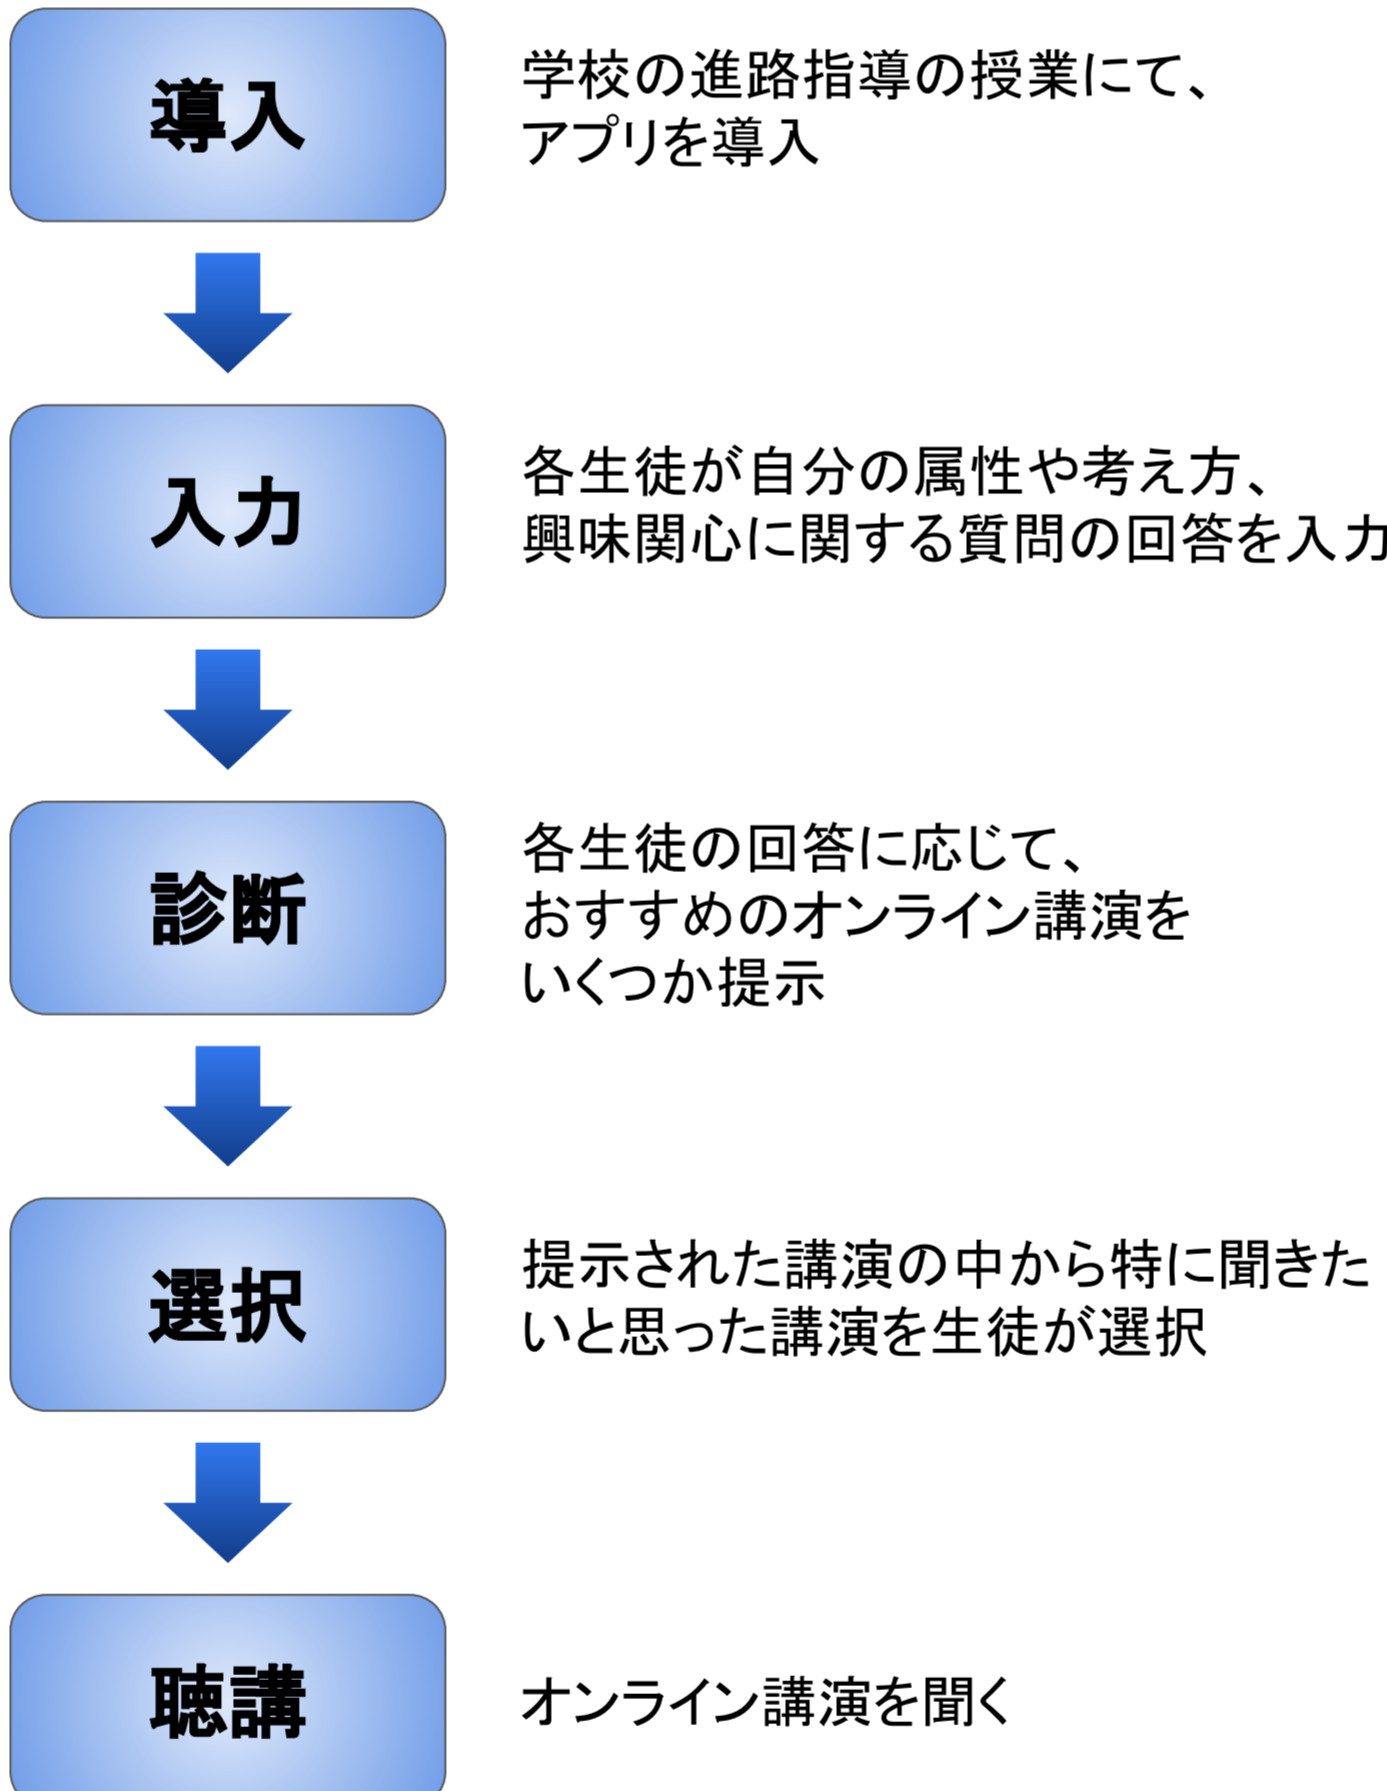 導入
学校の進路指導の授業にて、
アプリを導入
入力
各生徒が自分の属性や考え方、
興味関心に関する質問の回答を入力
診断
各生徒の回答に応じて、
おすすめのオンライン講演を
いくつか提示
選択
提示された講演の中から特に聞きた
いと思った講演を生徒が選択
聴講
オンライン講演を聞く